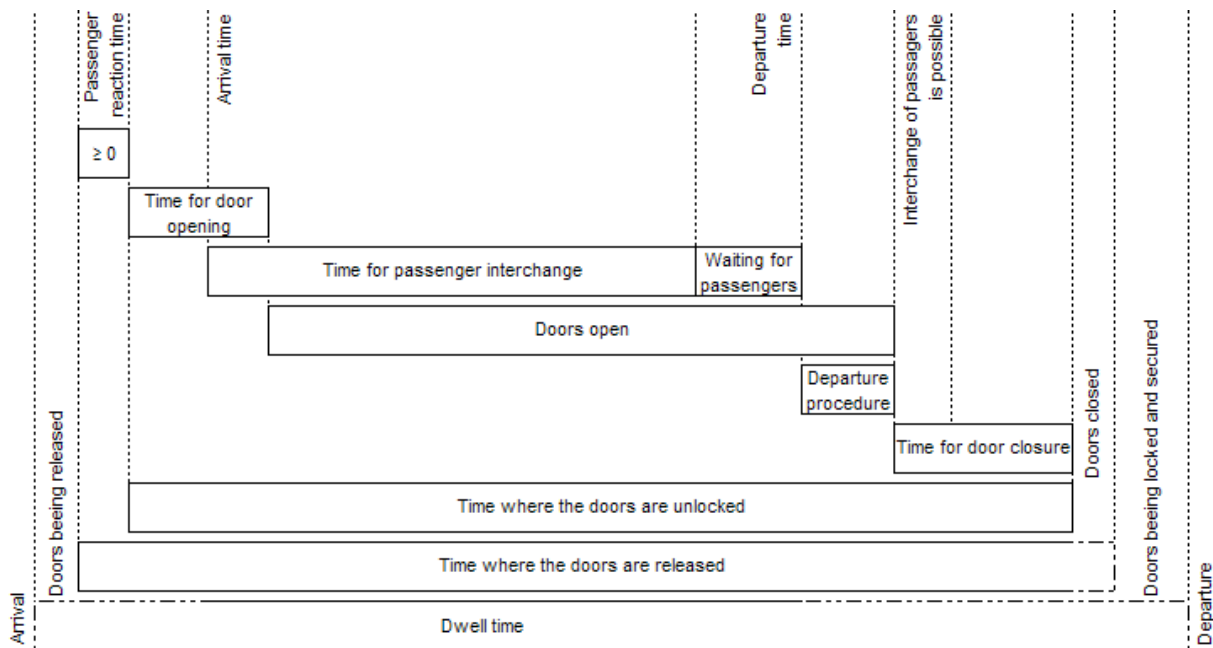 Passenger
reaction time
Arrival time
Departure
time
Interchange of passagers
is possible
≥ 0
Time for door
opening
Time for passenger interchange
Waiting for
passengers
Doors open
Departure
procedure
Time for door closure
Doors closed
Doors beeing released
Doors beeing locked and secured
Time where the doors are unlocked
Time where the doors are released
Arrival
Dwell time
Departure